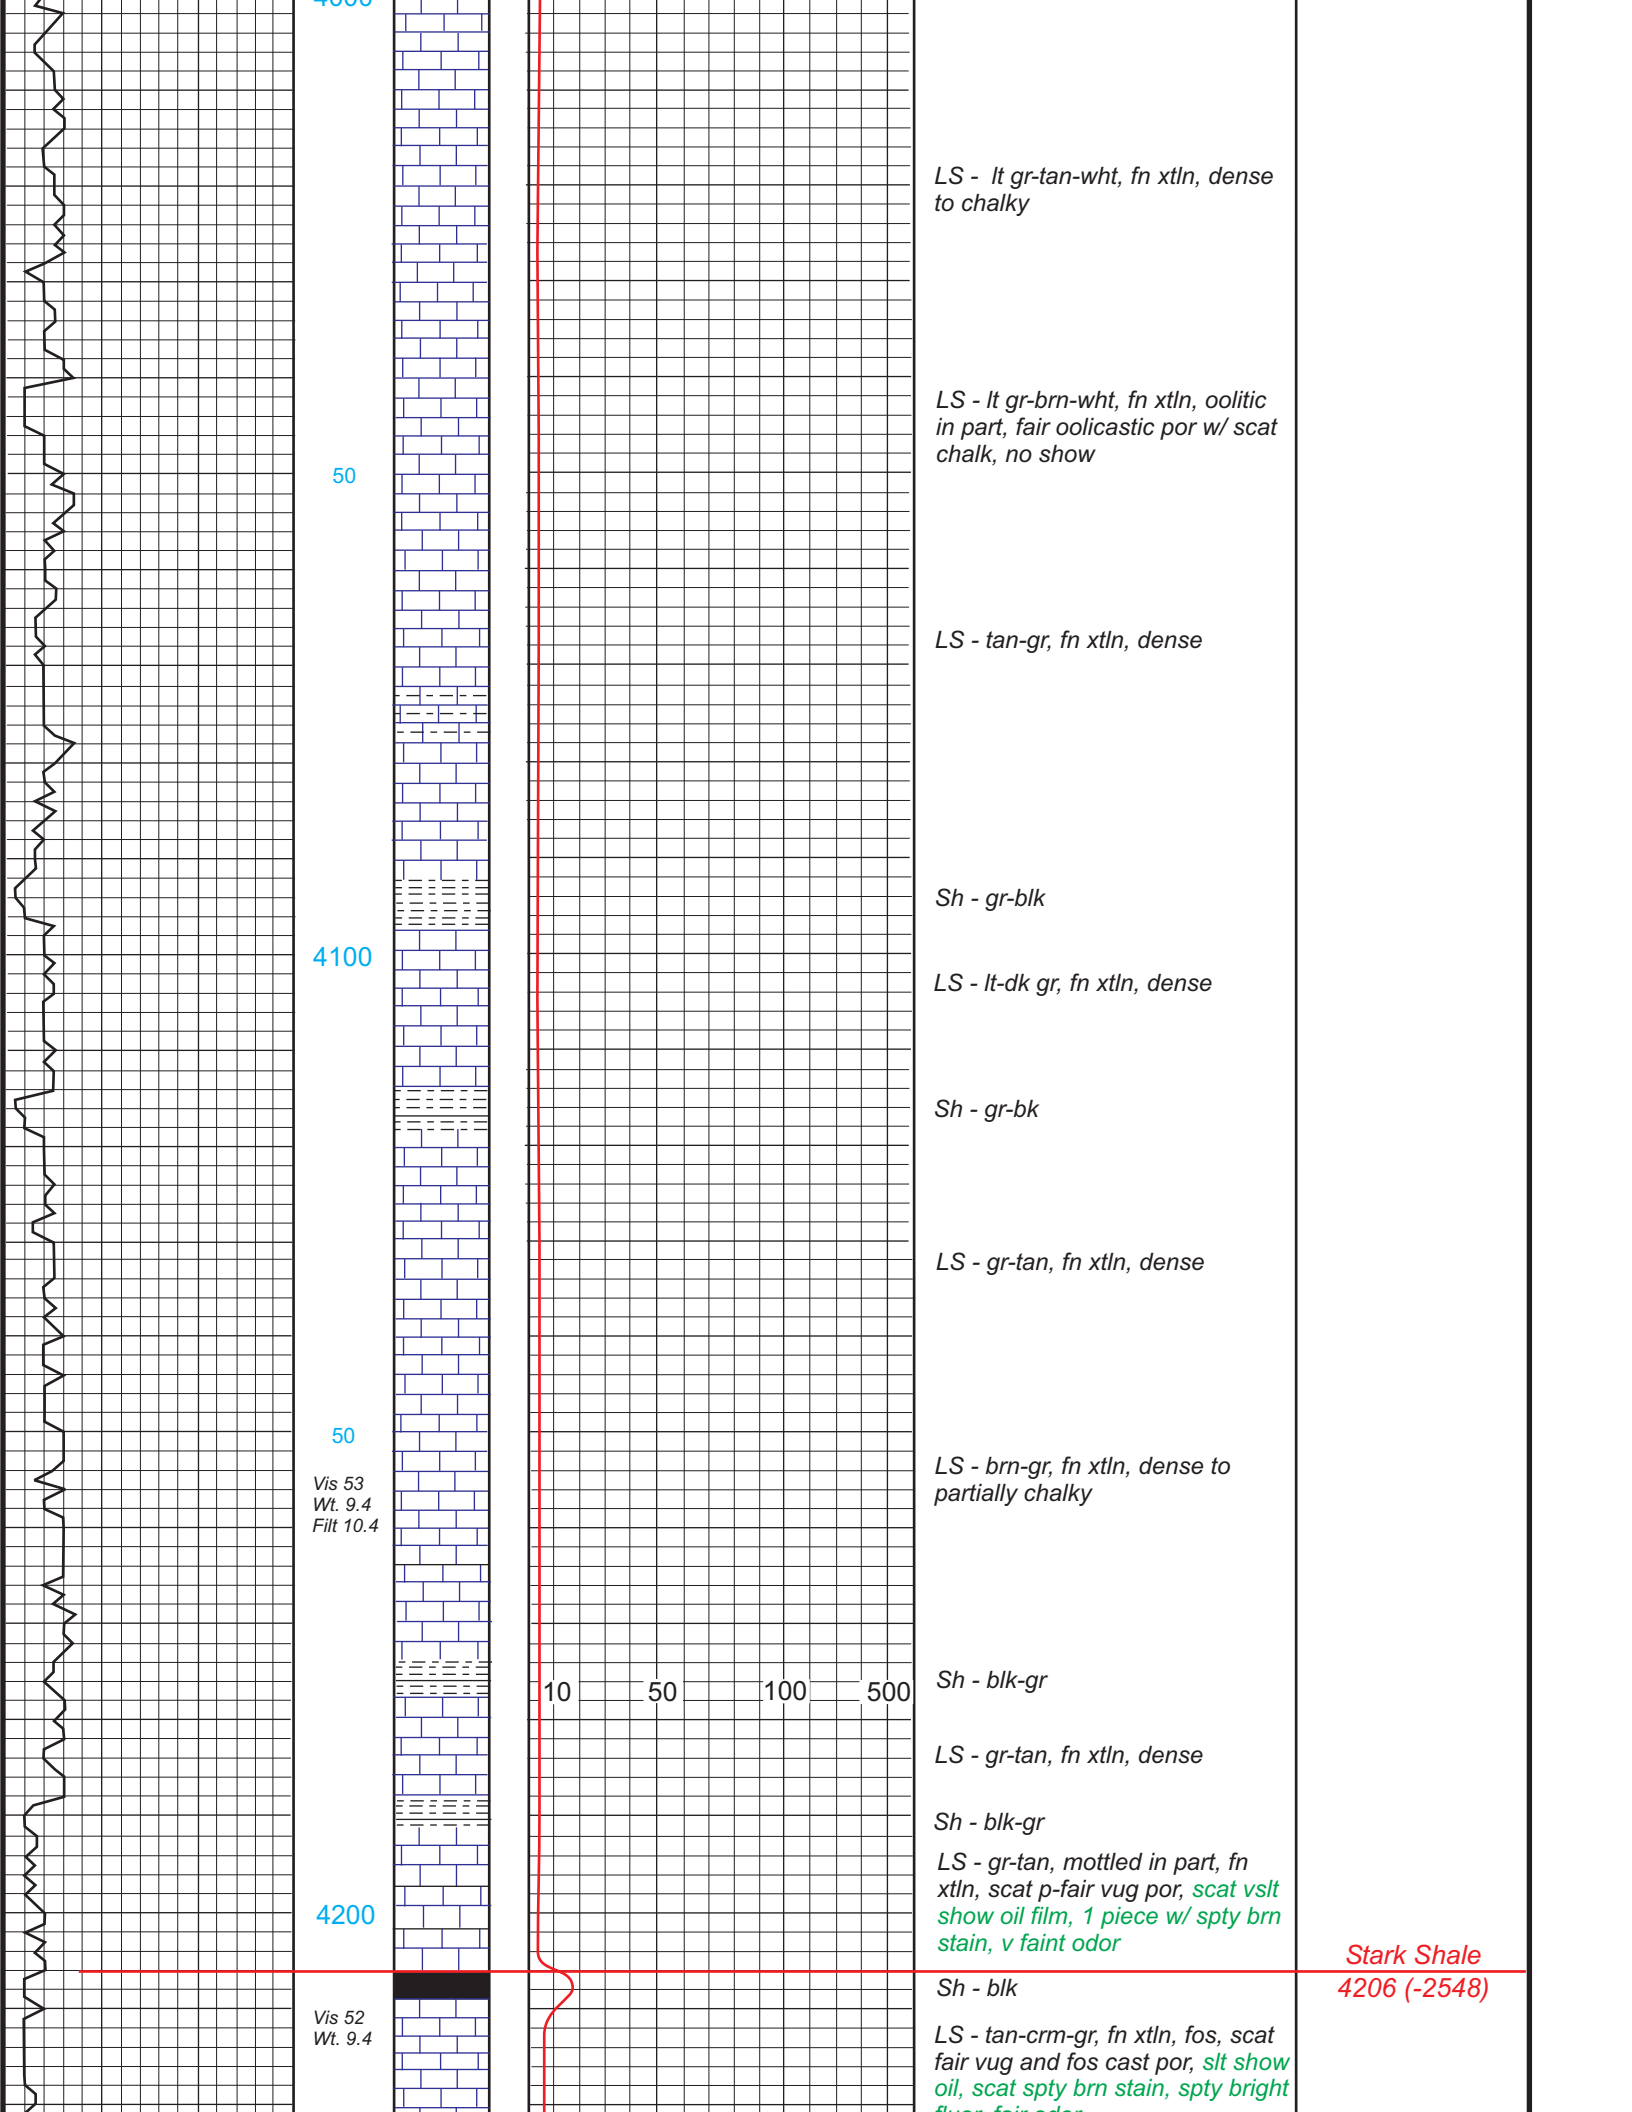 4000
LS - lt gr-tan-wht, fn xtln, dense
to chalky
LS - lt gr-brn-wht, fn xtln, oolitic
in part, fair oolicastic por w/ scat
chalk, no show
50
LS - tan-gr, fn xtln, dense
Sh - gr-blk
4100
LS - lt-dk gr, fn xtln, dense
Sh - gr-bk
LS - gr-tan, fn xtln, dense
50
Vis 53
Wt. 9.4
Filt 10.4
LS - brn-gr, fn xtln, dense to
partially chalky
Sh - blk-gr
10 50 100 500
LS - gr-tan, fn xtln, dense
Sh - blk-gr
LS - gr-tan, mottled in part, fn
xtln, scat p-fair vug por, scat vslt
show oil film, 1 piece w/ spty brn
stain, v faint odor
4200
Stark Shale
4206 (-2548)
Sh - blk
Vis 52
Wt. 9.4
LS - tan-crm-gr, fn xtln, fos, scat
fair vug and fos cast por, slt show
oil, scat spty brn stain, spty bright
fluor, fair odor